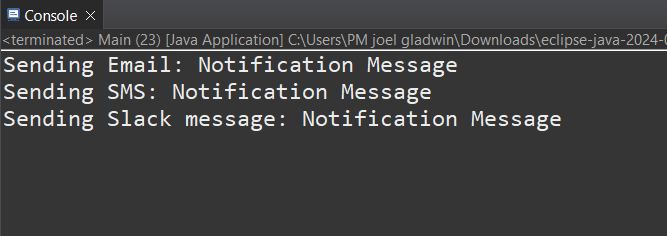 Console
<terminated> Main (23) [Java Application] C:\Users\PM joel gladwin\Downloads\eclipse-java-2024-0
Sending Email: Notification Message
Sending SMS: Notification Message
Sending Slack message: Notification Message